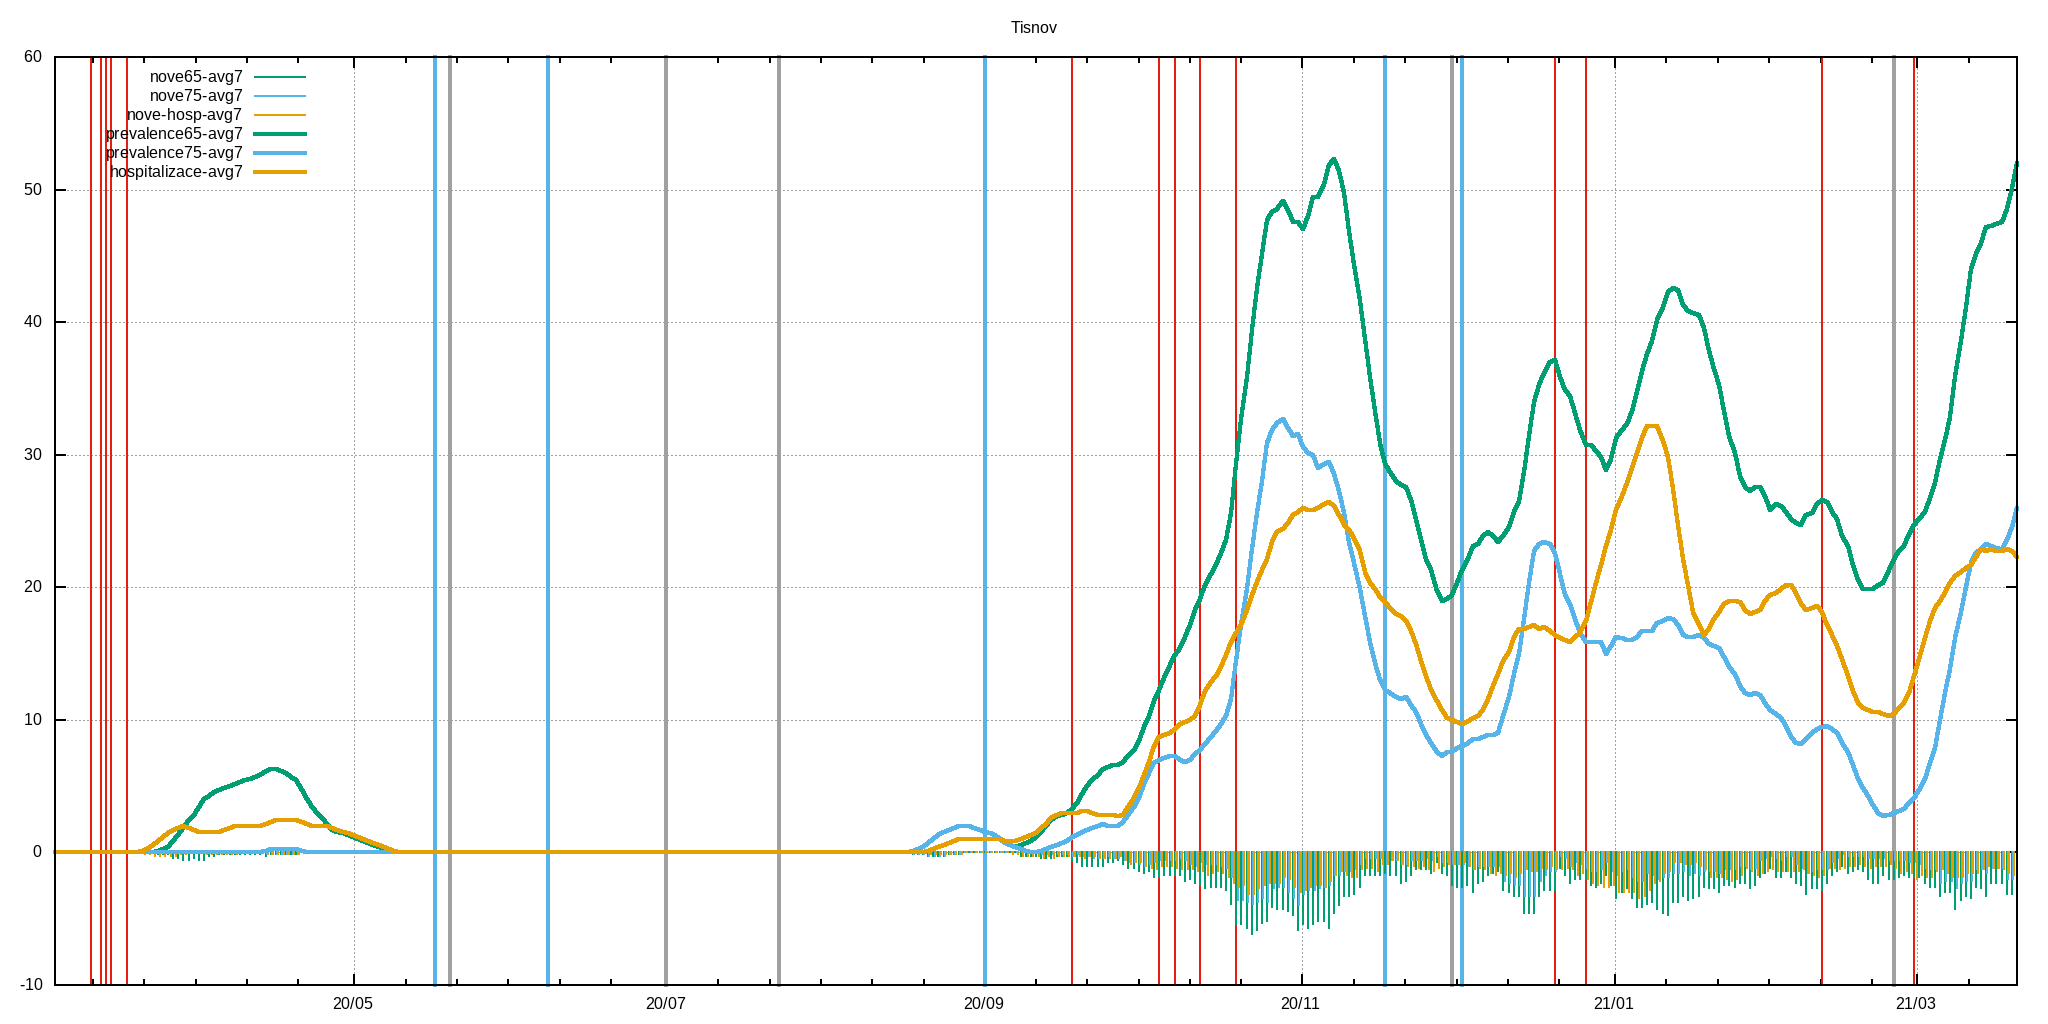 Tisnov
60
nove65-avg7
nove75-avg7
nove-hosp-avg7
prevalence65-avg7
prevalence75-avg7
hospitalizace-avg7
50
40
30
20
10
0
-10
20/05 20/07 20/09 20/11 21/01 21/03